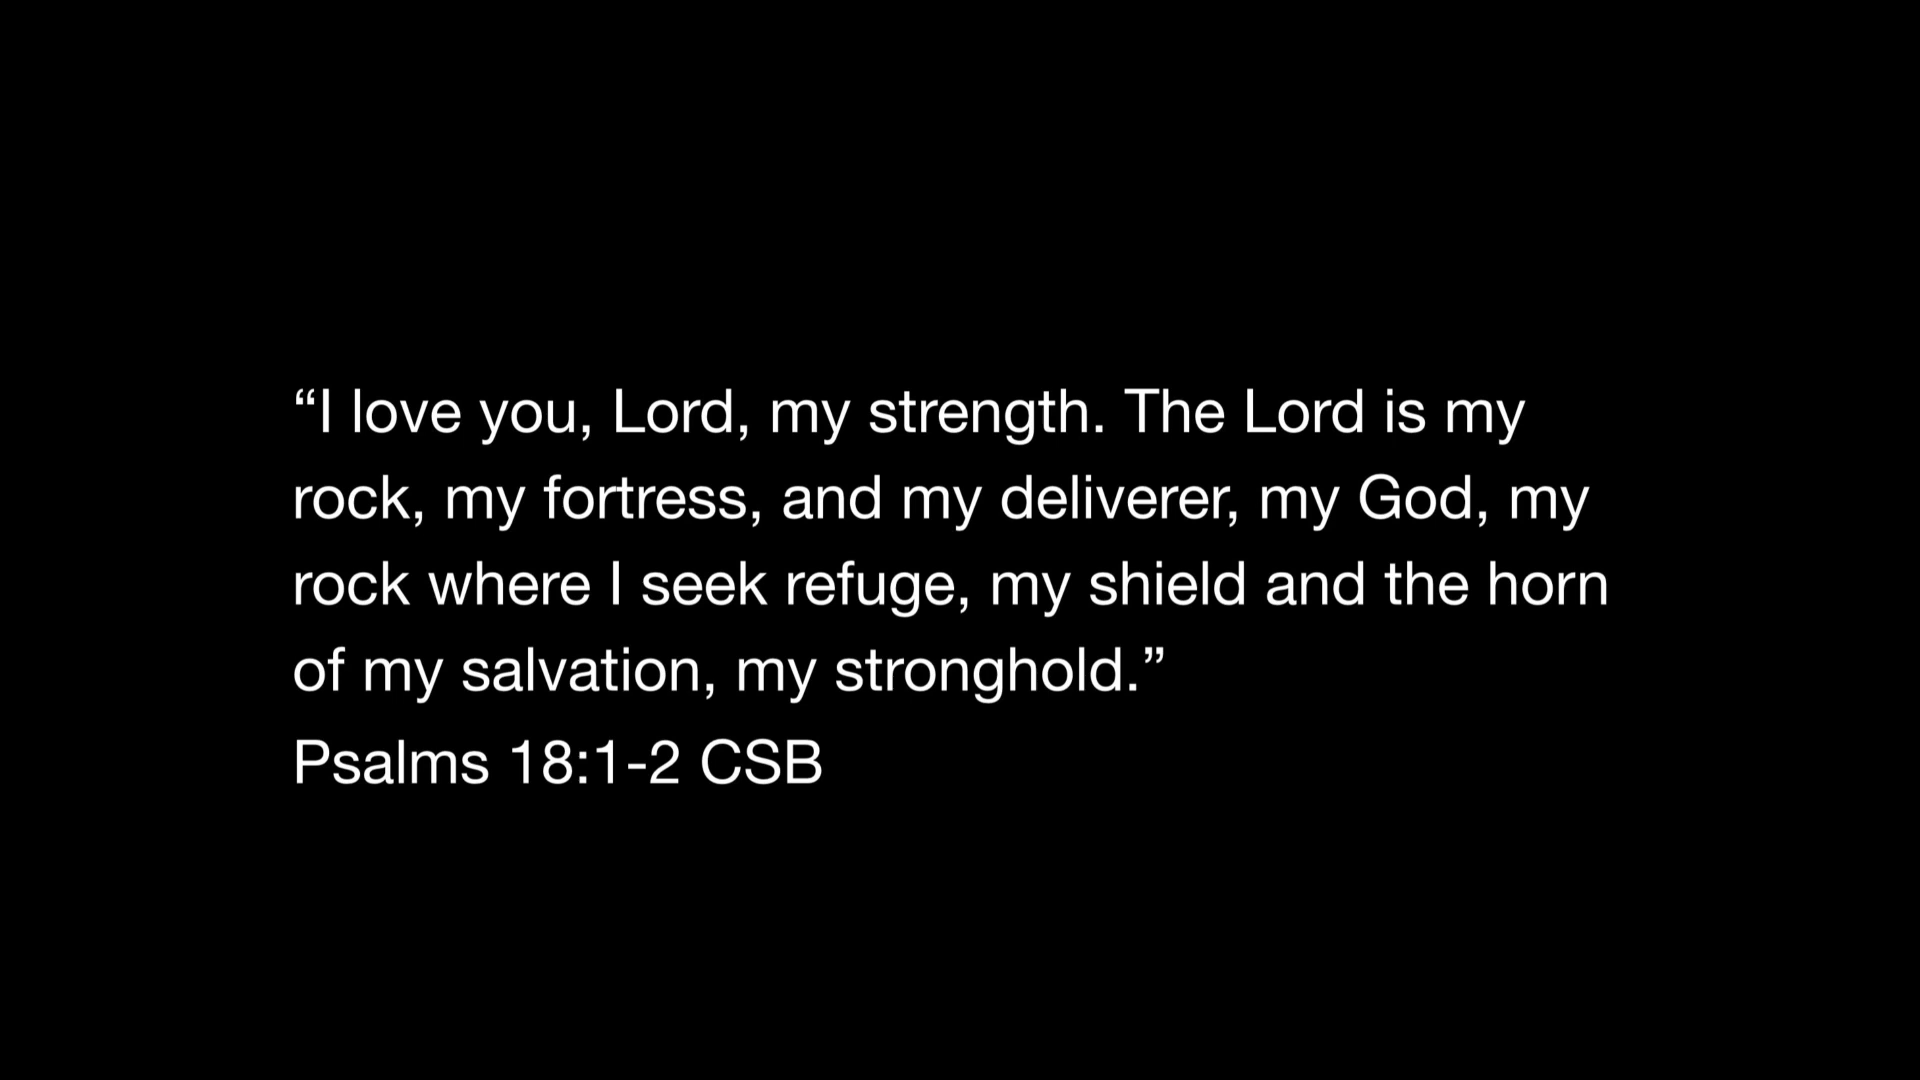 “I love you, Lord, my strength. The Lord is my
rock, my fortress, and my deliverer, my God, my
rock where I seek refuge, my shield and the horn
of my salvation, my stronghold.”
Psalms 18:1-2 CSB